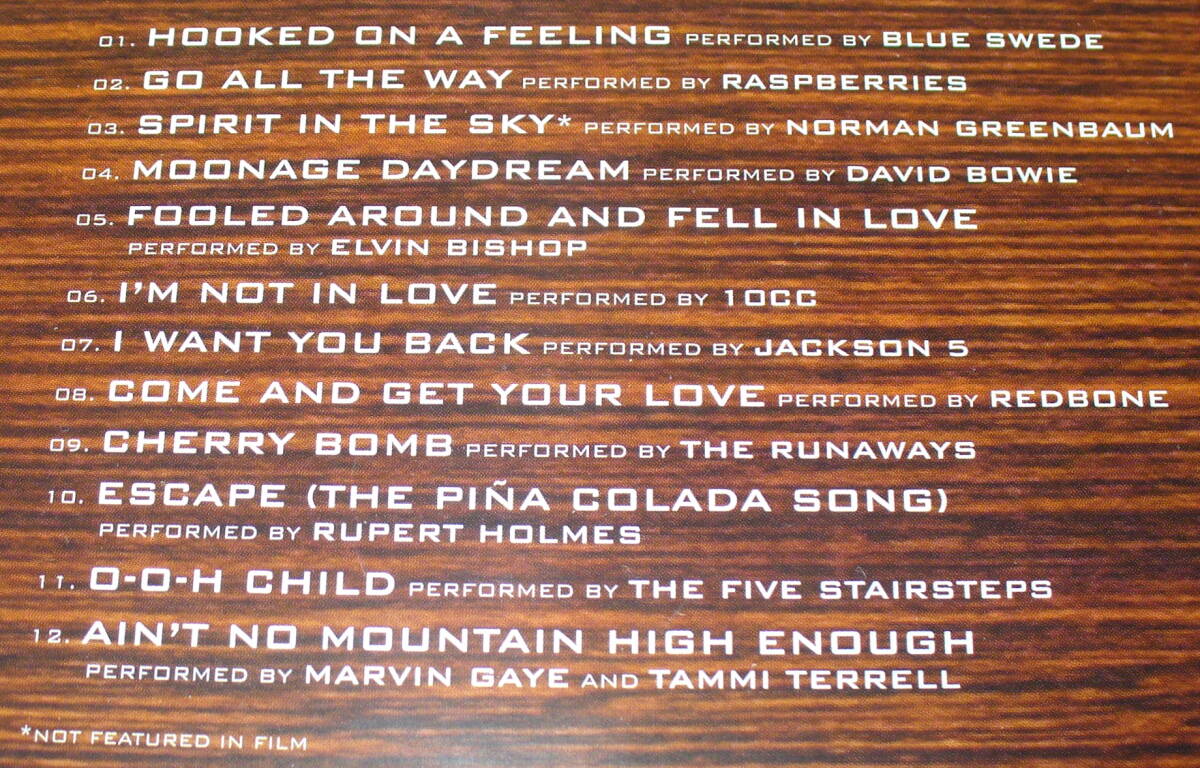 01. HOOKED ON A FEELING PERFORMED BY BLUE SWEDE
02. GO ALL THE WAY PERFORMED BY RASPBERRIES
03. SPIRIT IN THE SKY* PERFORMED BY NORMAN GREENBAUM
04. MOONAGE DAYDREAM PERFORMED BY DAVID BOWIE
05. FOOLED AROUND AND FELL IN LOVE
PERFORMED BY ELVIN BISHOP
06. I'M NOT IN LOVE PERFORMED BY 10CC
07. I WANT YOU BACK PERFORMED BY JACKSON 5
08. COME AND GET YOUR LOVE PERFORMED BY REDBONE
09. CHERRY BOMB PERFORMED BY THE RUNAWAYS
10. ESCAPE (THE PIÑA COLADA SONG)
PERFORMED BY RUPERT HOLMES
11. O-O-H CHILD PERFORMED BY THE FIVE STAIRSTEPS
12. AIN'T NO MOUNTAIN HIGH ENOUGH
PERFORMED BY MARVIN GAYE AND TAMMI TERRELL
*NOT FEATURED IN FILM